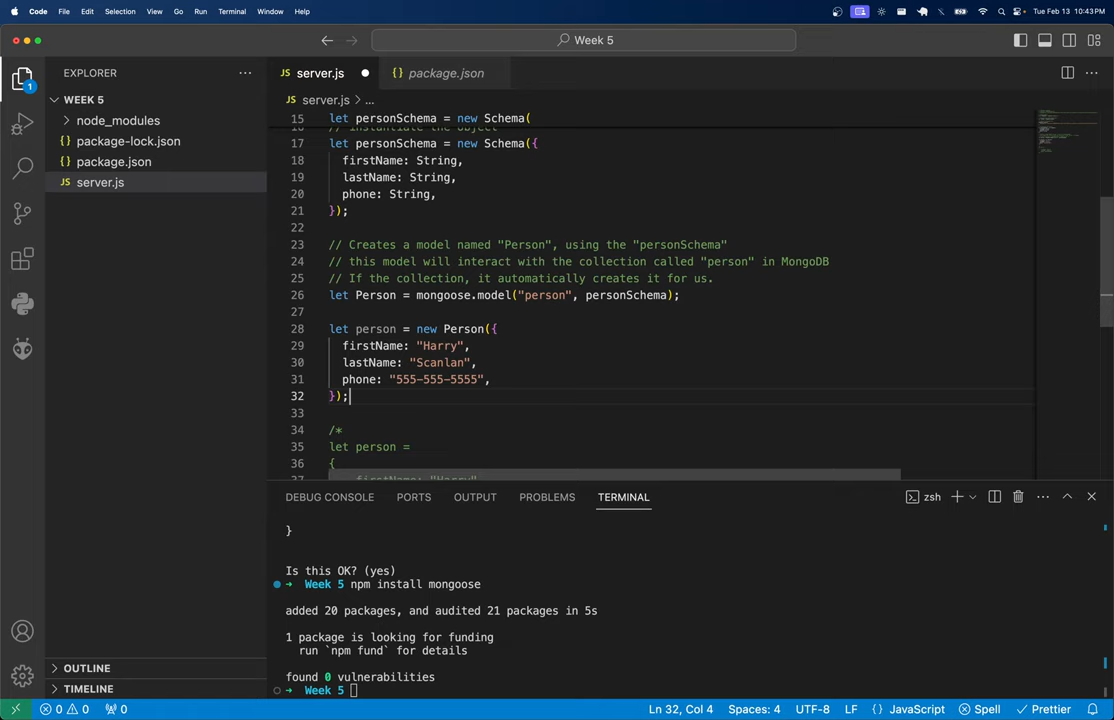 Code File Edit Selection View Go Run Terminal Window Help Tue Feb 13 10:43 PM
Week 5
EXPLORER
server.js
package.json
WEEK 5
server.js > ...
node_modules
package-lock.json
package.json
server.js
1
15 let personSchema = new Schema(
16 // instantiate the object
17 let personSchema = new Schema({
18 firstName: String,
19 lastName: String,
20 phone: String,
21 });
22
23 // Creates a model named "Person", using the "personSchema"
24 // this model will interact with the collection called "person" in MongoDB
25 // If the collection, it automatically creates it for us.
26 let Person = mongoose.model("person", personSchema);
27
28 let person = new Person({
29 firstName: "Harry",
30 lastName: "Scanlan",
31 phone: "555-555-5555",
32 });
33
34 /*
35 let person =
36 {
37 firstName: "Harry"
DEBUG CONSOLE PORTS OUTPUT PROBLEMS TERMINAL zsh
}
Is this OK? (yes)
➜ Week 5 npm install mongoose
added 20 packages, and audited 21 packages in 5s
1 package is looking for funding
run `npm fund` for details
found 0 vulnerabilities
➜ Week 5
OUTLINE
TIMELINE
0 0 0 Ln 32, Col 4 Spaces: 4 UTF-8 LF {} JavaScript Spell Prettier